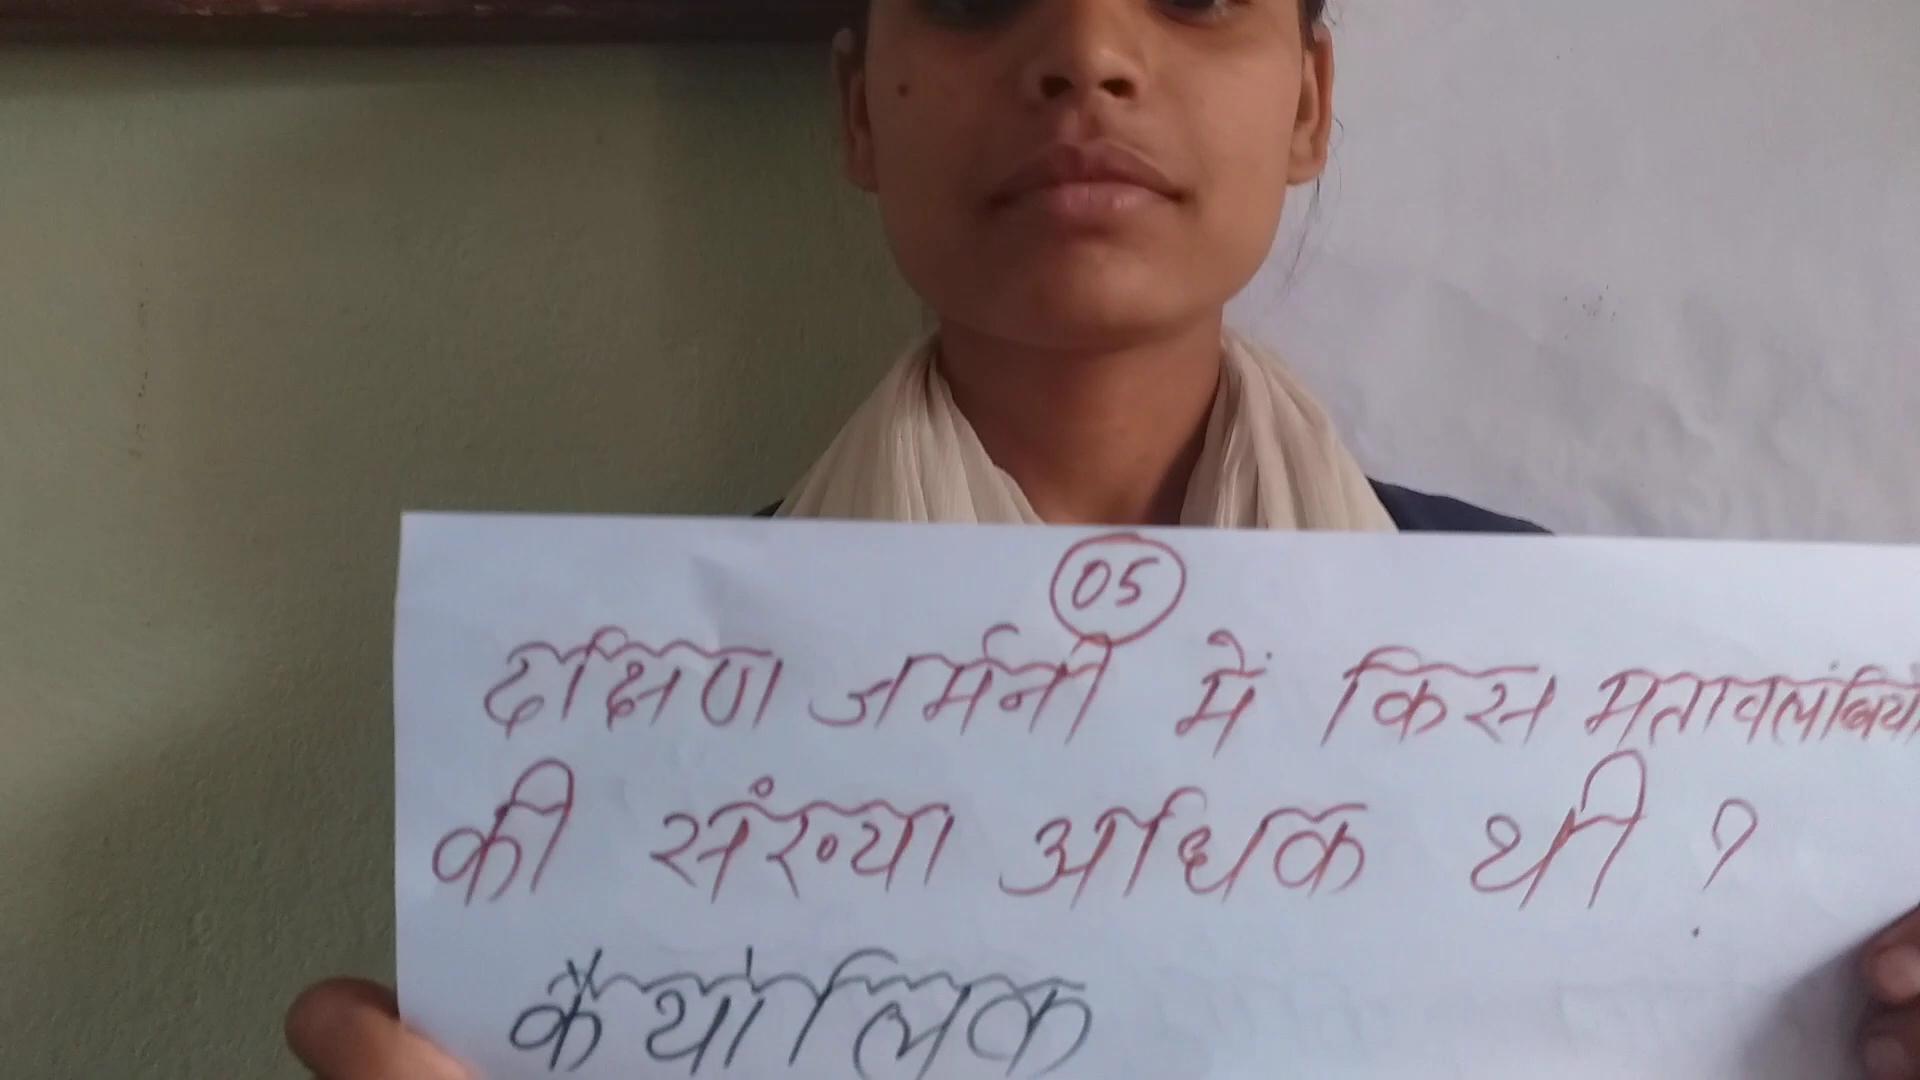 05
दक्षिण जर्मनी में किस मतावलंबियों
की संख्या अधिक थी ?
कैथोलिक